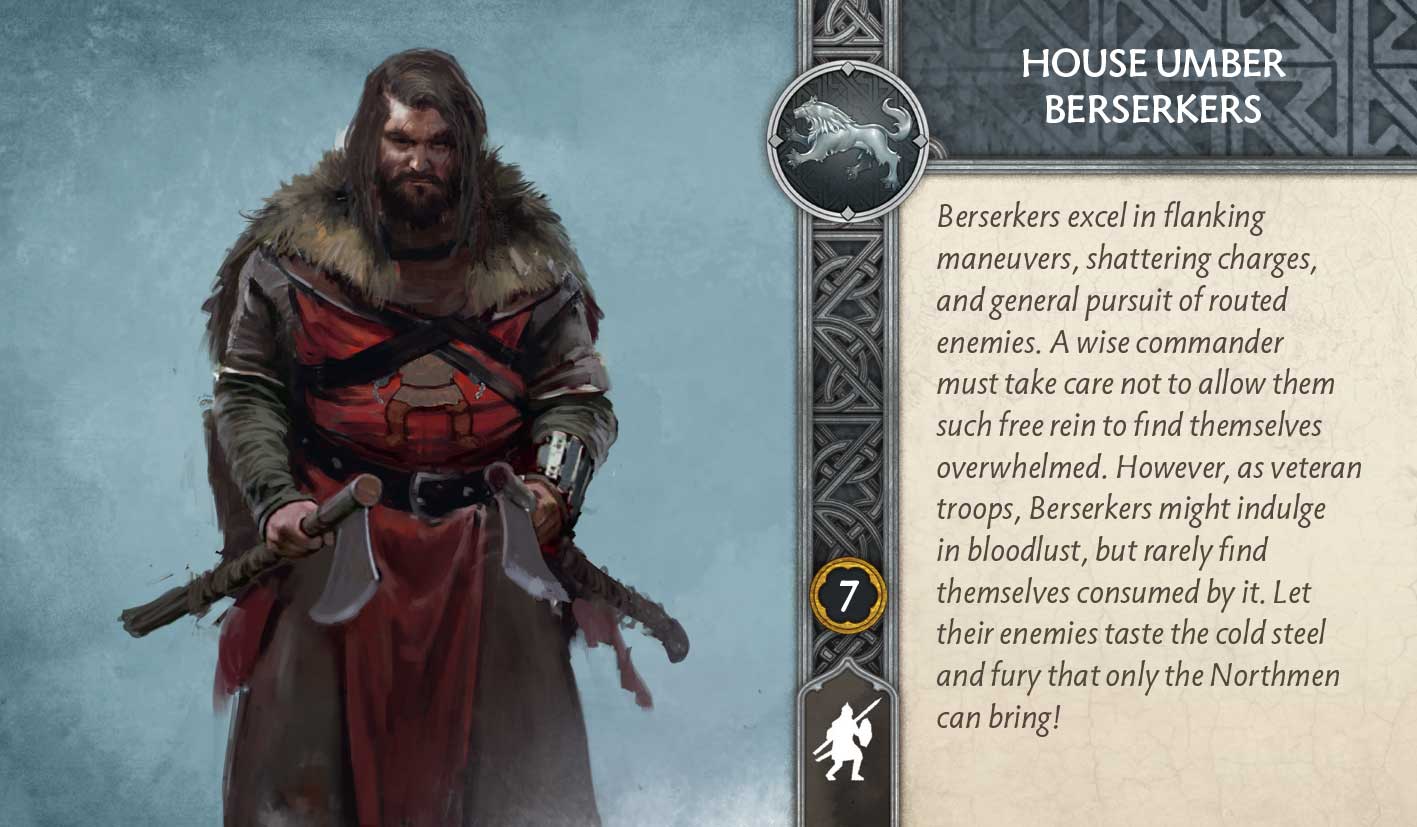 HOUSE UMBER
BERSERKERS
Berserkers excel in flanking
maneuvers, shattering charges,
and general pursuit of routed
enemies. A wise commander
must take care not to allow them
such free rein to find themselves
overwhelmed. However, as veteran
troops, Berserkers might indulge
in bloodlust, but rarely find
themselves consumed by it. Let
their enemies taste the cold steel
and fury that only the Northmen
can bring!
7